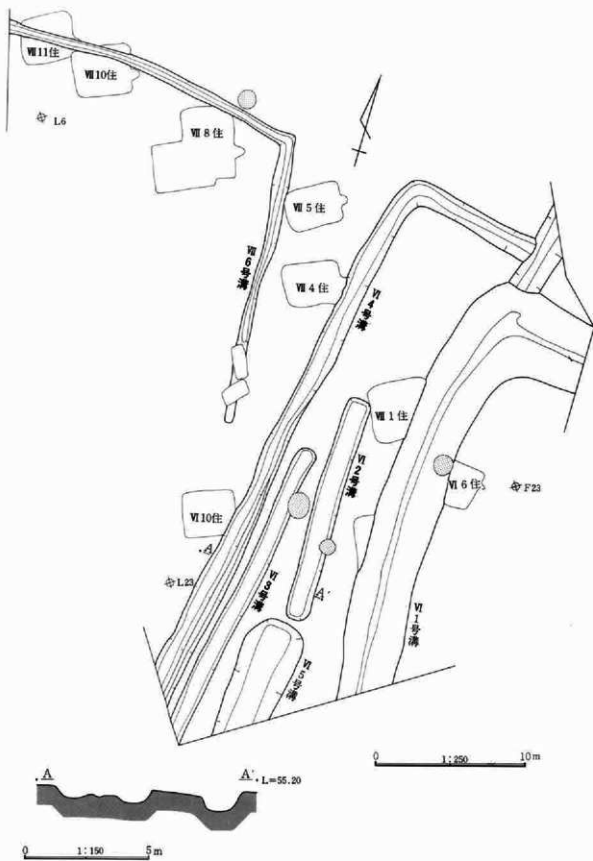 Ⅶ11住
Ⅶ10住
L6
Ⅶ8住
Ⅶ5住
Ⅶ6号溝
Ⅶ4住
Ⅵ4号溝
Ⅶ1住
Ⅵ2号溝
Ⅵ6住
F23
Ⅵ10住
A
L23
Ⅵ3号溝
A'
Ⅵ1号溝
Ⅵ5号溝
0 1:250 10m
A A' L=55.20
0 1:150 5m